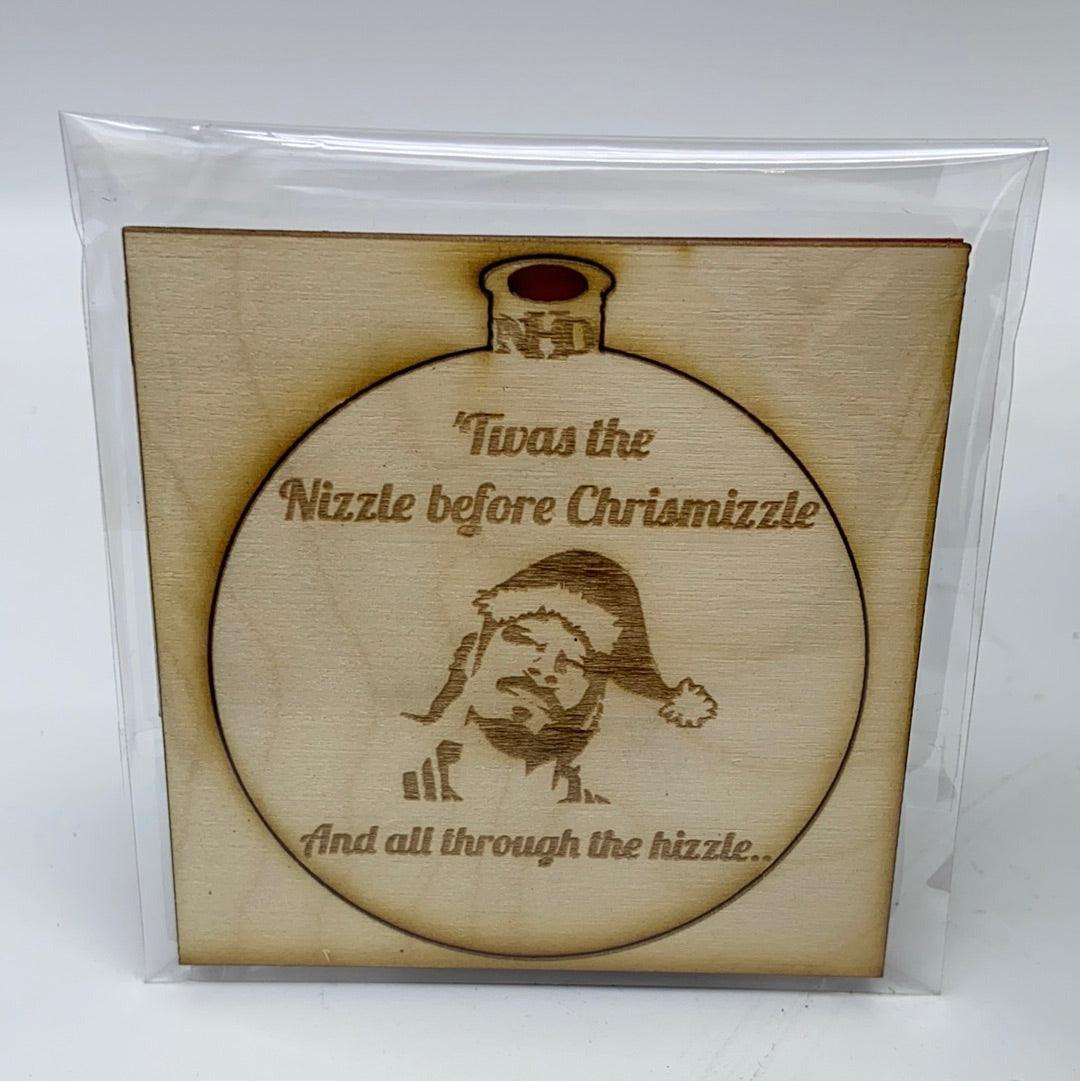 NHD
'Twas the
Nizzle before Chrismizzle
And all through the hizzle..